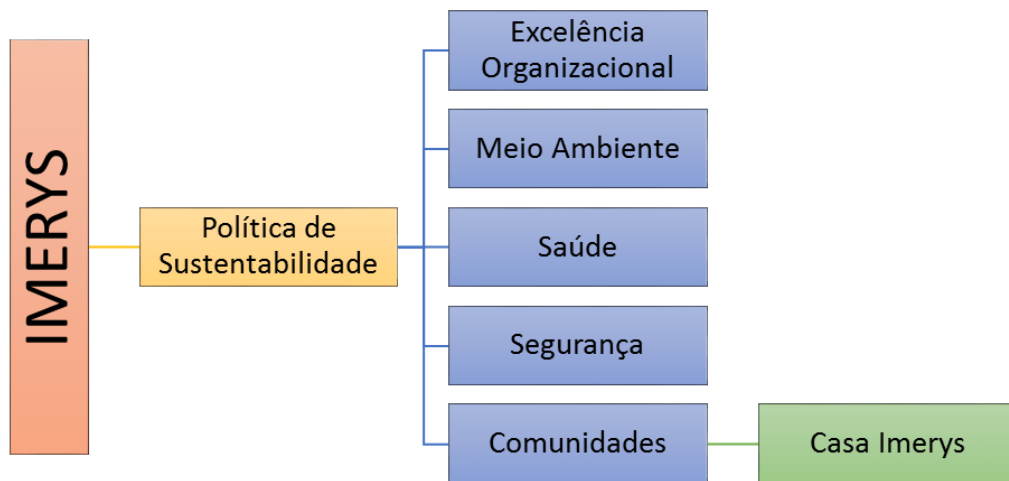 IMERYS
Política de
Sustentabilidade
Excelência
Organizacional
Meio Ambiente
Saúde
Segurança
Comunidades
Casa Imerys